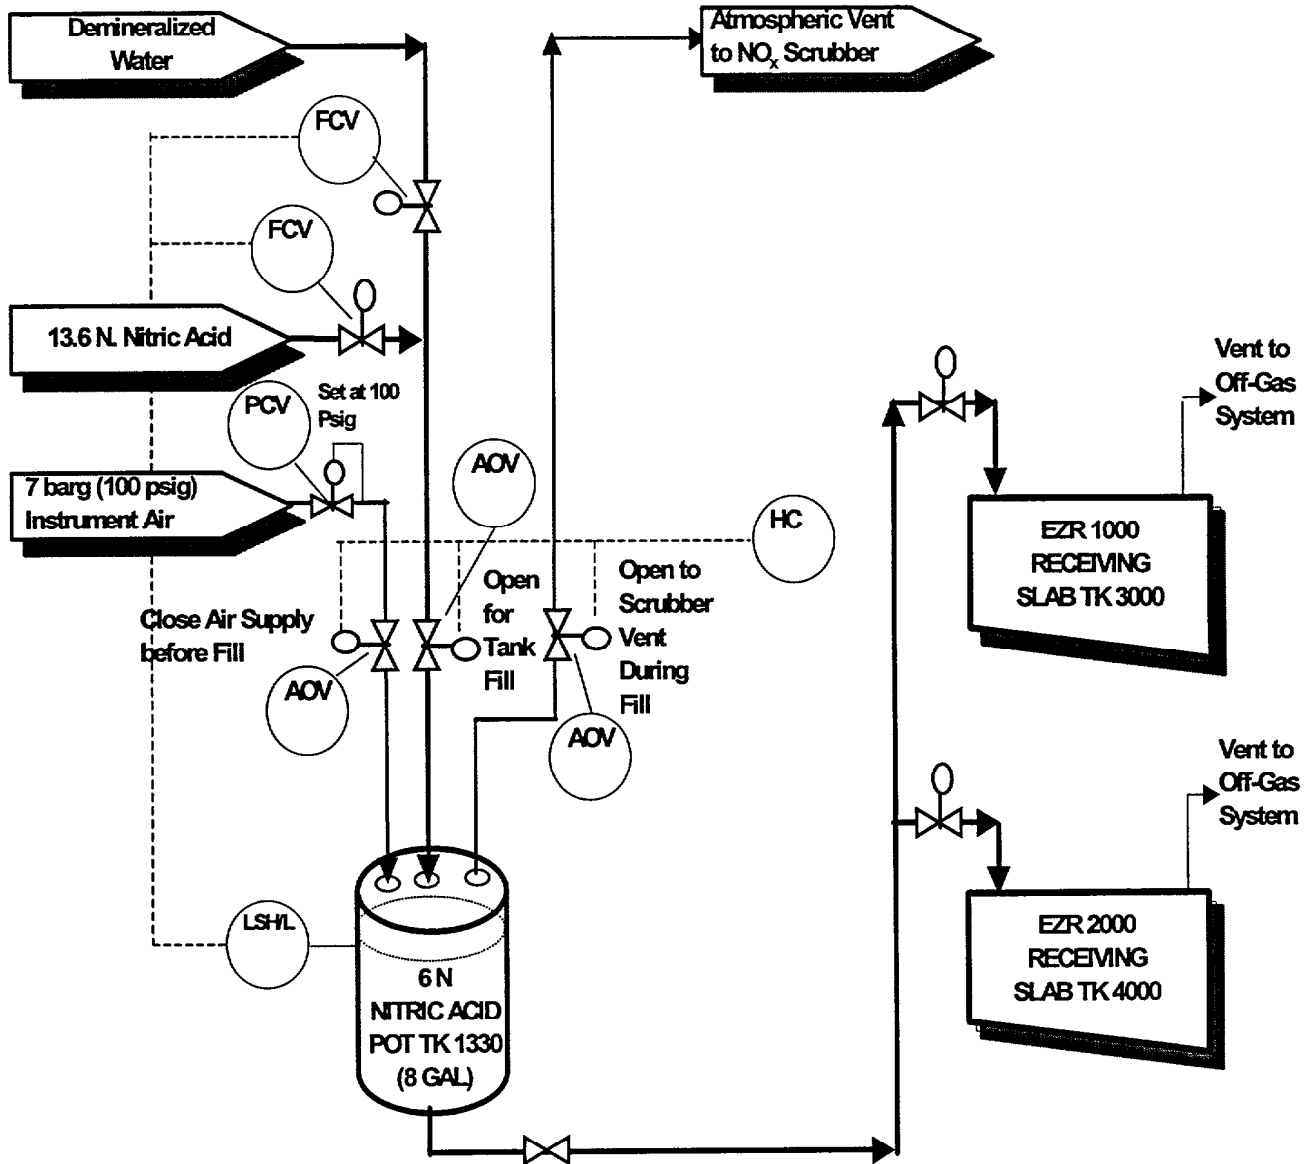 Demineralized
Water
Atmospheric Vent
to NOx Scrubber
FCV
FCV
13.6 N. Nitric Acid
PCV
Set at 100
Psig
7 barg (100 psig)
Instrument Air
AOV
HC
Close Air Supply
before Fill
Open
for
Tank
Fill
Open to
Scrubber
Vent
During
Fill
AOV
AOV
LSH/L
6 N
NITRIC ACID
POT TK 1330
(8 GAL)
Vent to
Off-Gas
System
EZR 1000
RECEIVING
SLAB TK 3000
Vent to
Off-Gas
System
EZR 2000
RECEIVING
SLAB TK 4000